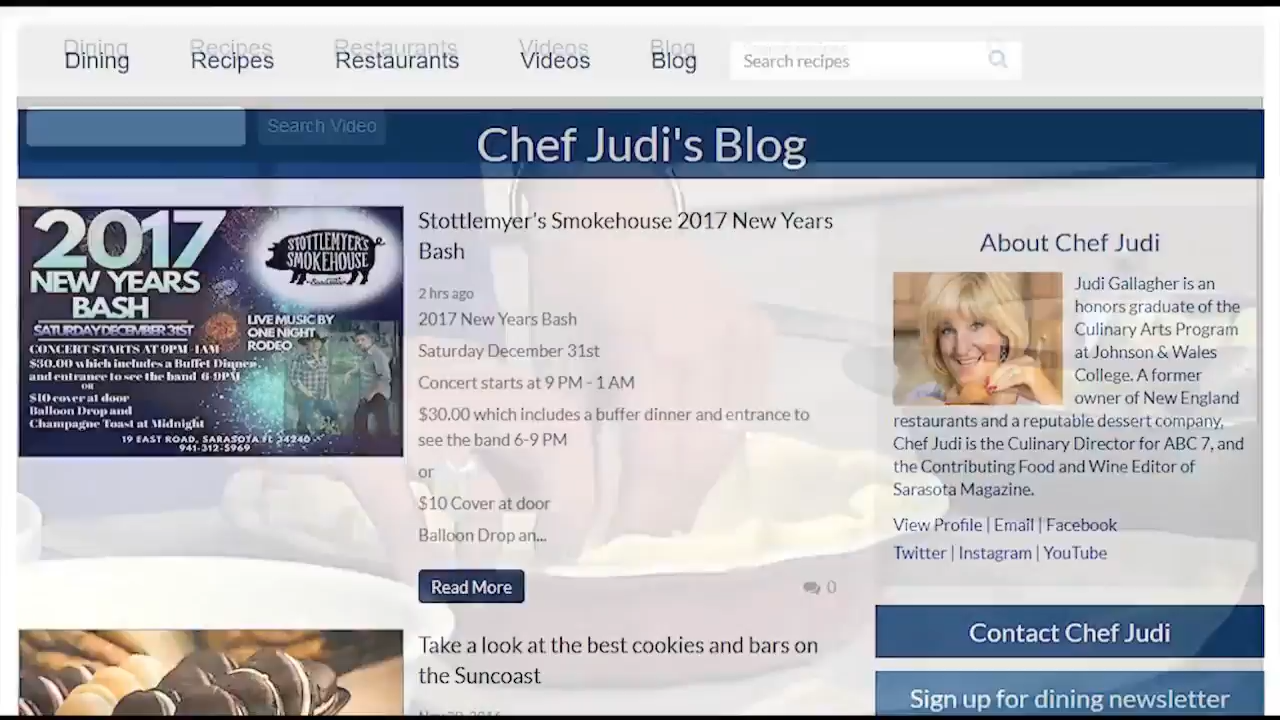 Dining Recipes Restaurants Videos Blog
Dining Recipes Restaurants Videos Blog Search recipes
Search Video
Chef Judi's Blog
2017
NEW YEARS
BASH
SATURDAY DECEMBER 31ST
CONCERT STARTS AT 9PM-1AM
$30.00 which includes a Buffet Dinner
and entrance to see the band 6-9PM
OR
$10 cover at door
Balloon Drop and
Champagne Toast at Midnight
STOTTLEMYER'S
SMOKEHOUSE
LIVE MUSIC BY
ONE NIGHT
RODEO
19 EAST ROAD, SARASOTA FL 34240
941-312-5969
Stottlemyer's Smokehouse 2017 New Years
Bash
2 hrs ago
2017 New Years Bash
Saturday December 31st
Concert starts at 9 PM - 1 AM
$30.00 which includes a buffer dinner and entrance to
see the band 6-9 PM
or
$10 Cover at door
Balloon Drop an...
Read More 0
Take a look at the best cookies and bars on
the Suncoast
Nov 29, 2016
About Chef Judi
Judi Gallagher is an
honors graduate of the
Culinary Arts Program
at Johnson & Wales
College. A former
owner of New England
restaurants and a reputable dessert company,
Chef Judi is the Culinary Director for ABC 7, and
the Contributing Food and Wine Editor of
Sarasota Magazine.
View Profile | Email | Facebook
Twitter | Instagram | YouTube
Contact Chef Judi
Sign up for dining newsletter